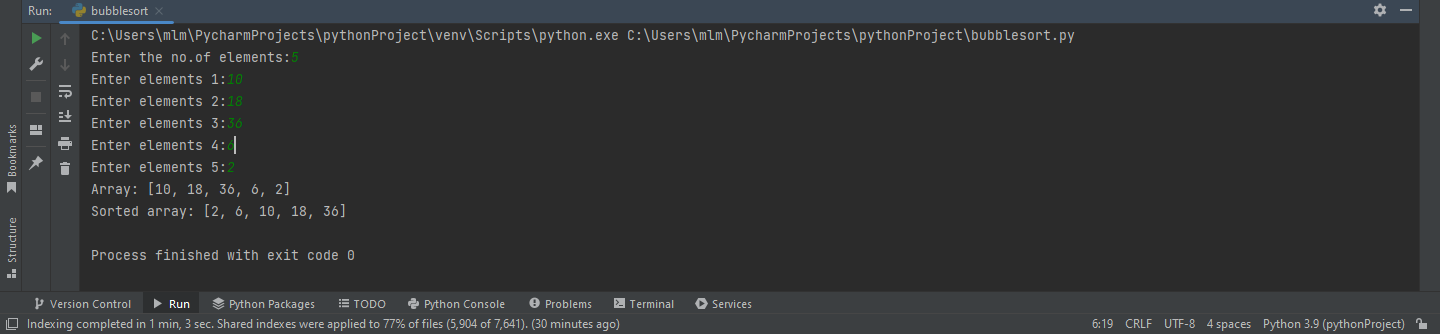 Run: bubblesort
C:\Users\mlm\PycharmProjects\pythonProject\venv\Scripts\python.exe C:\Users\mlm\PycharmProjects\pythonProject\bubblesort.py
Enter the no.of elements:5
Enter elements 1:10
Enter elements 2:18
Enter elements 3:36
Enter elements 4:6
Enter elements 5:2
Array: [10, 18, 36, 6, 2]
Sorted array: [2, 6, 10, 18, 36]
Process finished with exit code 0
Bookmarks
Structure
Version Control Run Python Packages TODO Python Console Problems Terminal Services
Indexing completed in 1 min, 3 sec. Shared indexes were applied to 77% of files (5,904 of 7,641). (30 minutes ago) 6:19 CRLF UTF-8 4 spaces Python 3.9 (pythonProject)